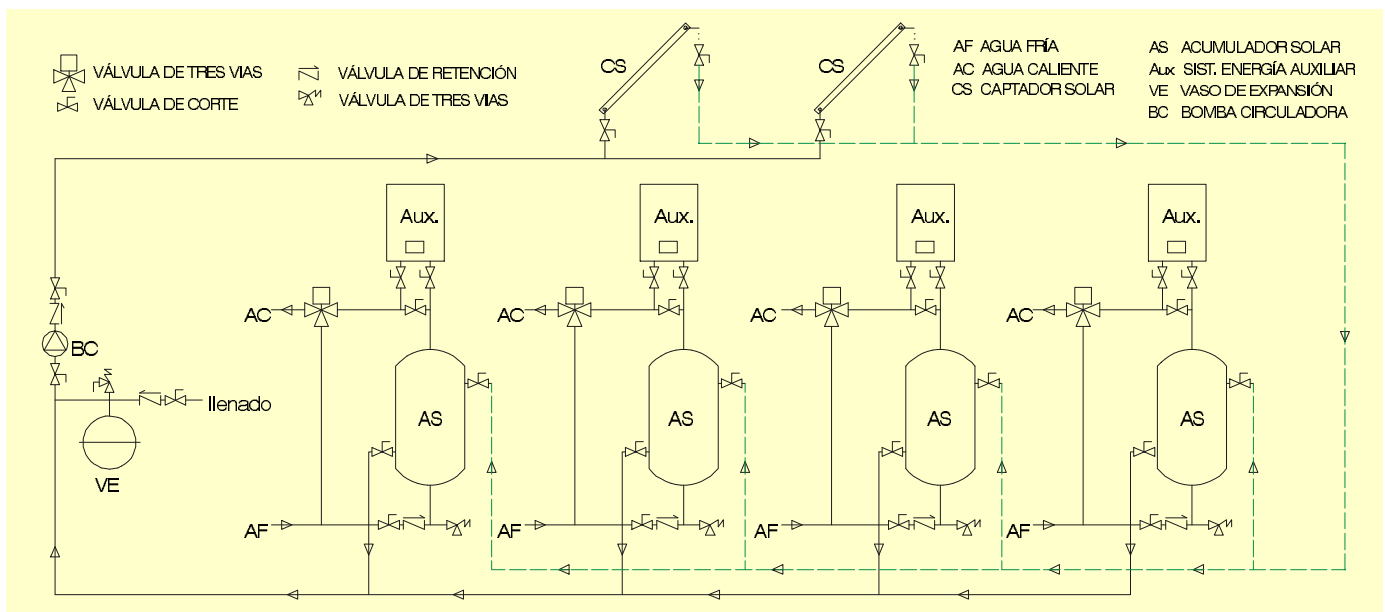 VÁLVULA DE TRES VIAS
VÁLVULA DE CORTE
VÁLVULA DE RETENCIÓN
VÁLVULA DE TRES VIAS
CS
CS
AF AGUA FRÍA
AC AGUA CALIENTE
CS CAPTADOR SOLAR
AS ACUMULADOR SOLAR
Aux SIST. ENERGÍA AUXILIAR
VE VASO DE EXPANSIÓN
BC BOMBA CIRCULADORA
Aux.
Aux.
Aux.
Aux.
AC
AC
AC
AC
BC
llenado
AS
AS
AS
AS
VE
AF
AF
AF
AF